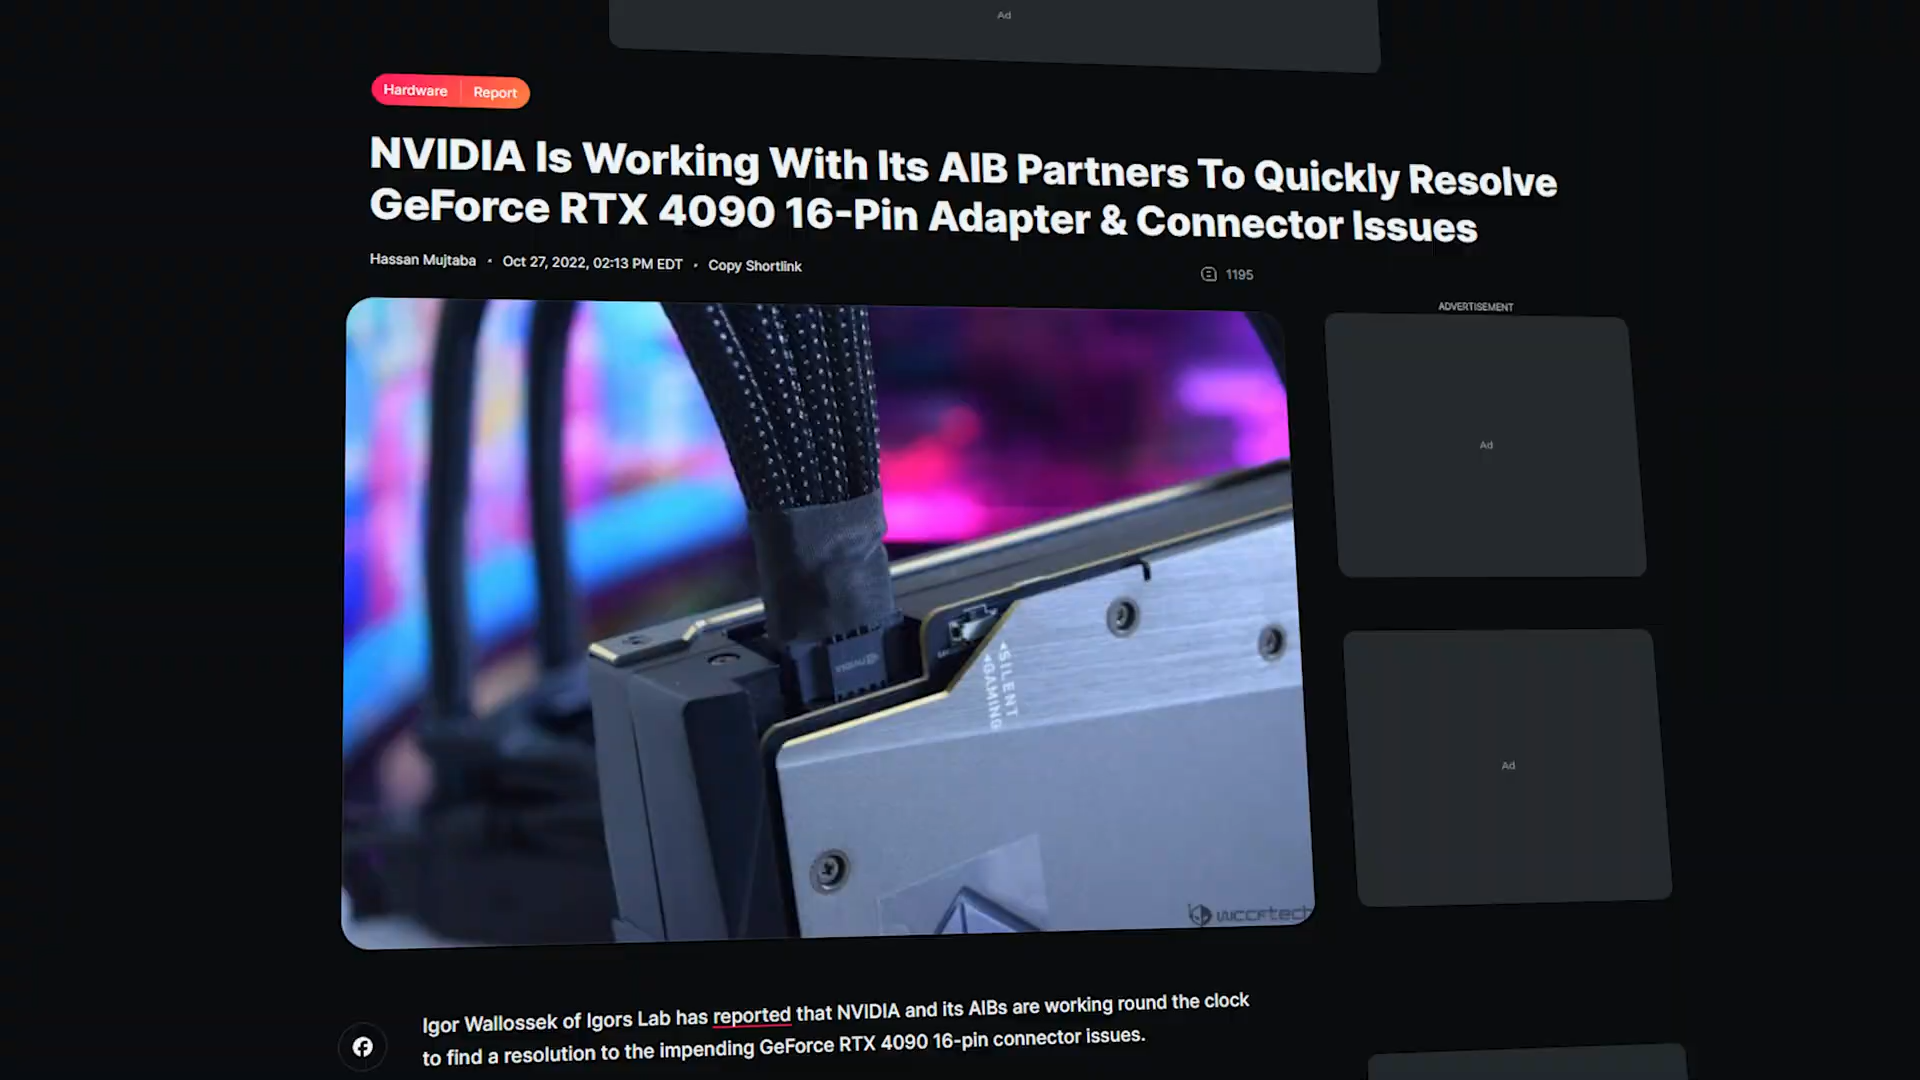 Ad
Hardware Report
NVIDIA Is Working With Its AIB Partners To Quickly Resolve
GeForce RTX 4090 16-Pin Adapter & Connector Issues
Hassan Mujtaba • Oct 27, 2022, 02:13 PM EDT • Copy Shortlink
1195
ADVERTISEMENT
Ad
NVIDIA
SILENT
GAMING
Ad
wccftech
Igor Wallossek of Igors Lab has reported that NVIDIA and its AIBs are working round the clock
to find a resolution to the impending GeForce RTX 4090 16-pin connector issues.